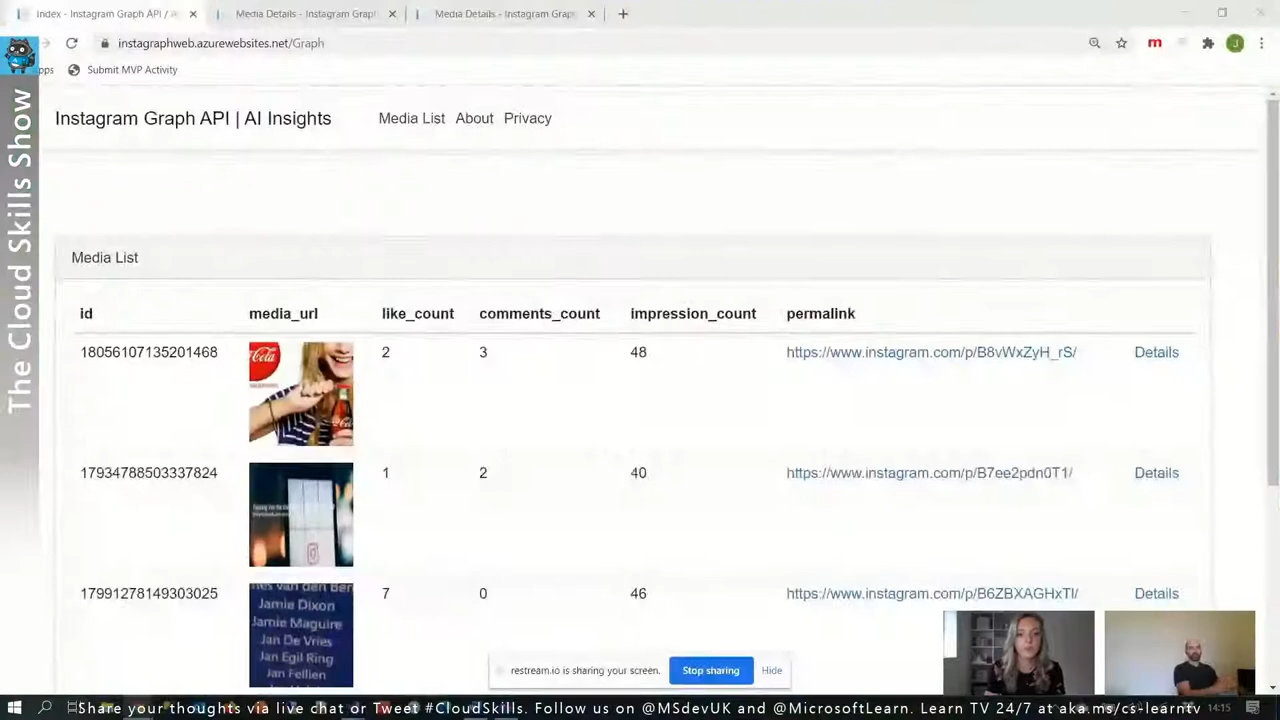 Index - Instagram Graph API / A
Media Details - Instagram Grap
Media Details - Instagram Grap
instagraphweb.azurewebsites.net/Graph
Submit MVP Activity
The Cloud Skills Show
Instagram Graph API | AI Insights
Media List
About
Privacy
Media List
id
media_url
like_count
comments_count
impression_count
permalink
18056107135201468
2
3
48
https://www.instagram.com/p/B8vWxZyH_rS/
Details
17934788503337824
1
2
40
https://www.instagram.com/p/B7ee2pdn0T1/
Details
17991278149303025
7
0
46
https://www.instagram.com/p/B6ZBXAGHxTl/
Details
Jamie Dixon
Jamie Maguire
Jan De Vries
Jan Egil Ring
Jan Fellien
restream.io is sharing your screen.
Stop sharing
Hide
Share your thoughts via live chat or Tweet #CloudSkills. Follow us on @MSdevUK and @MicrosoftLearn. Learn TV 24/7 at aka.ms/cs-learntv
14:15